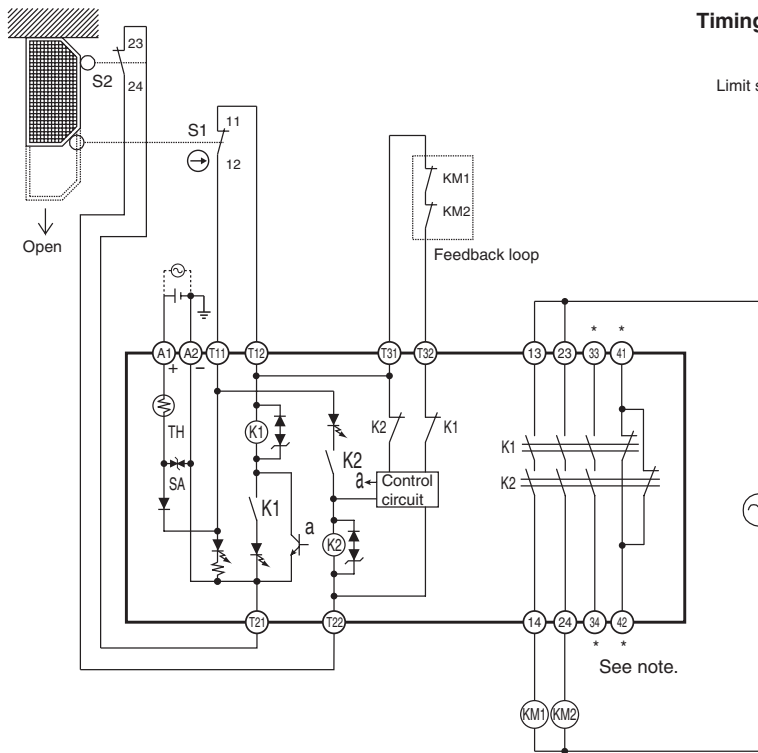 Timing
Limit s
23
S2
24
S1
11
12
KM1
KM2
Feedback loop
Open
A1
A2
T11
T12
T31
T32
13
23
33
41
*
*
+
−
TH
SA
K1
K1
a
K2
K2
K2
K1
a
Control
circuit
K1
K2
T21
T22
14
24
34
42
*
*
See note.
KM1
KM2